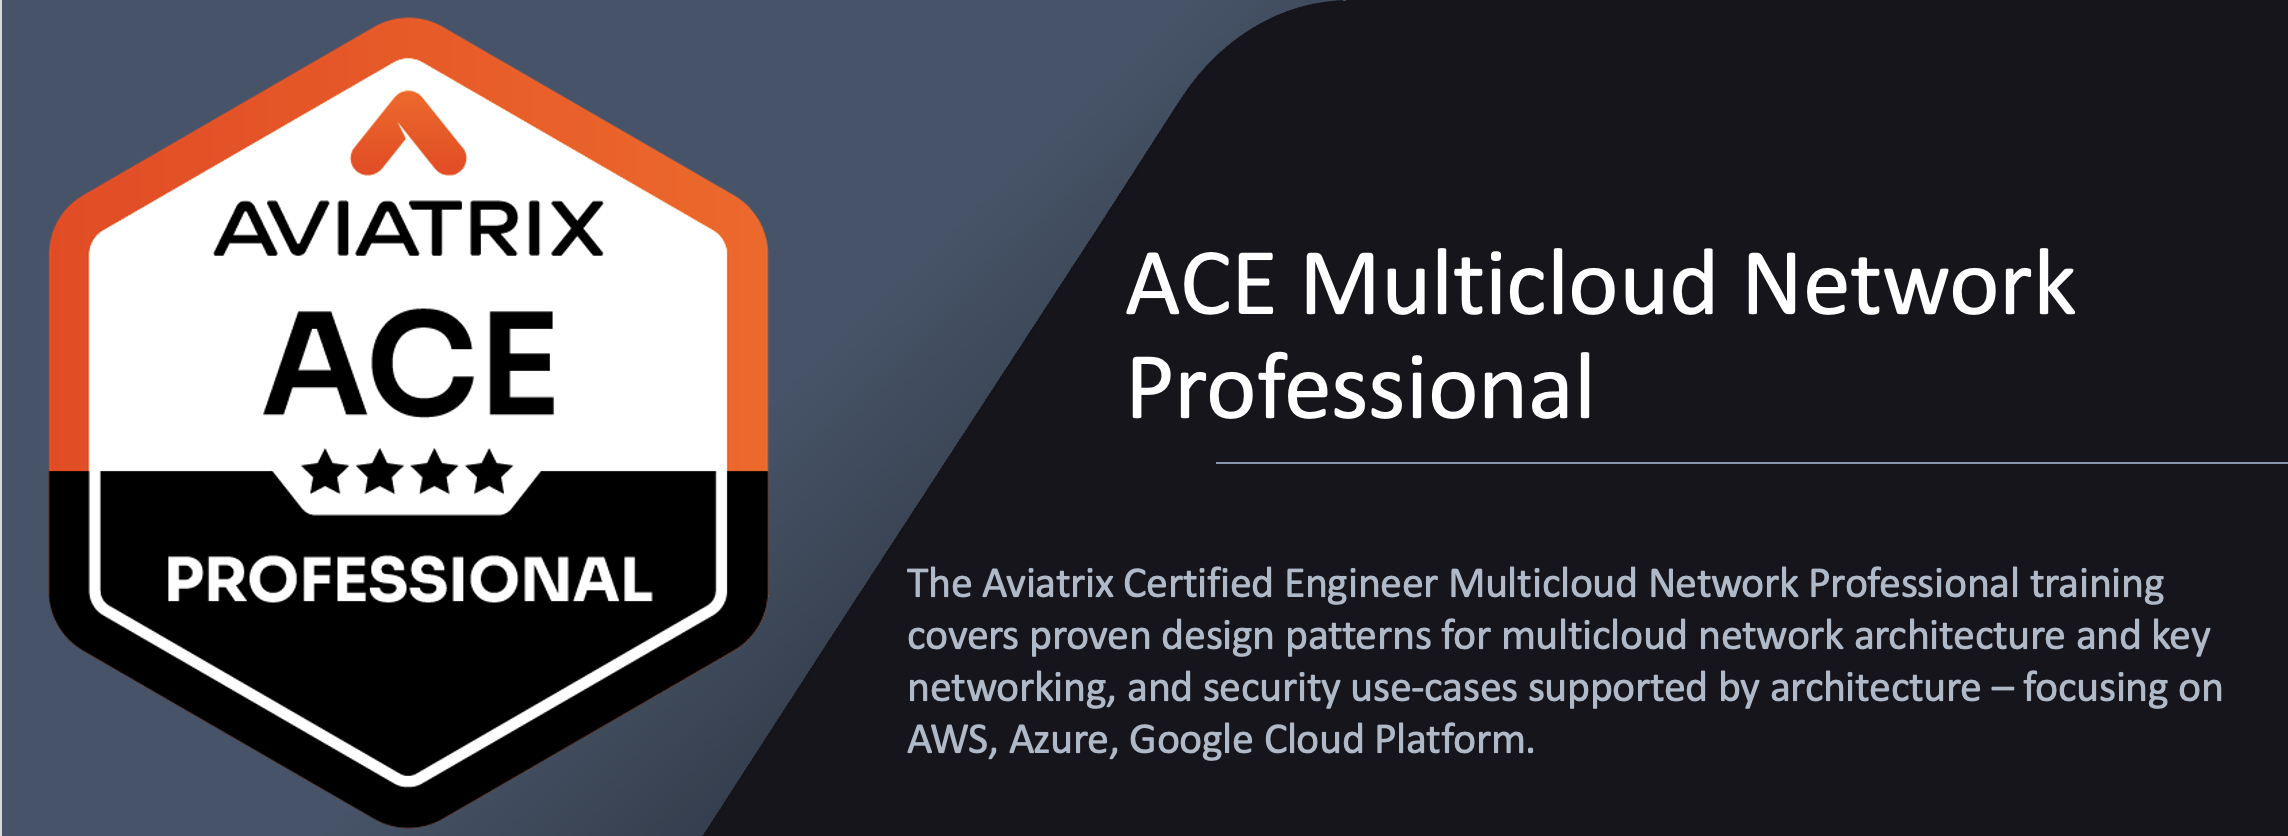 AVIATRIX
ACE
PROFESSIONAL
ACE Multicloud Network
Professional
The Aviatrix Certified Engineer Multicloud Network Professional training
covers proven design patterns for multicloud network architecture and key
networking, and security use-cases supported by architecture – focusing on
AWS, Azure, Google Cloud Platform.